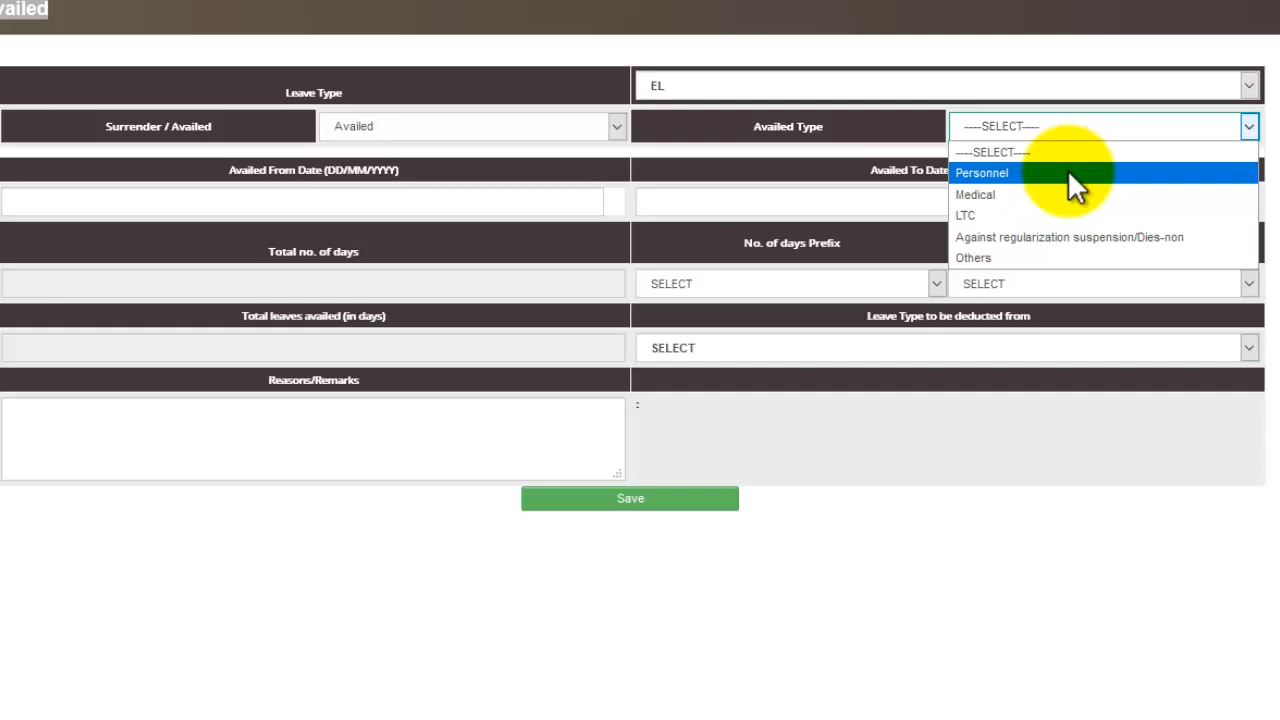 vailed
Leave Type
EL
Surrender / Availed
Availed
Availed Type
----SELECT----
----SELECT----
Personnel
Medical
LTC
Against regularization suspension/Dies-non
Others
Availed From Date (DD/MM/YYYY)
Availed To Date
Total no. of days
No. of days Prefix
SELECT
SELECT
Total leaves availed (in days)
Leave Type to be deducted from
SELECT
Reasons/Remarks
:
Save